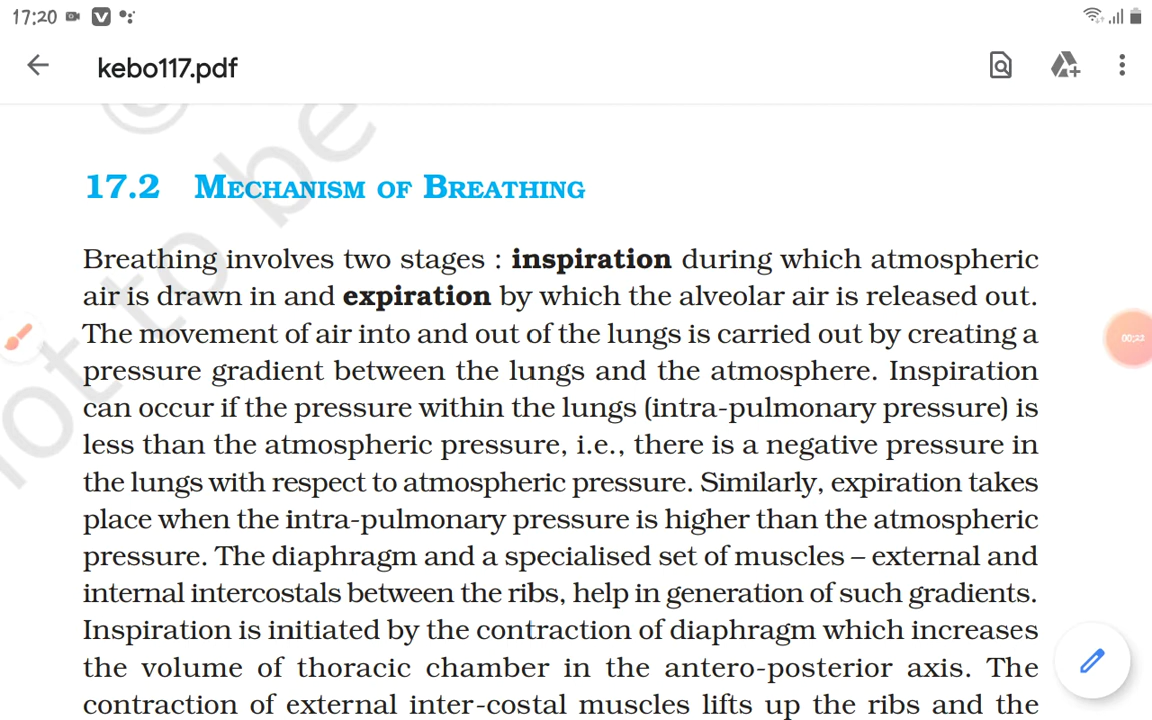 17:20
kebo117.pdf
17.2 MECHANISM OF BREATHING
Breathing involves two stages : inspiration during which atmospheric
air is drawn in and expiration by which the alveolar air is released out.
The movement of air into and out of the lungs is carried out by creating a
pressure gradient between the lungs and the atmosphere. Inspiration
can occur if the pressure within the lungs (intra-pulmonary pressure) is
less than the atmospheric pressure, i.e., there is a negative pressure in
the lungs with respect to atmospheric pressure. Similarly, expiration takes
place when the intra-pulmonary pressure is higher than the atmospheric
pressure. The diaphragm and a specialised set of muscles – external and
internal intercostals between the ribs, help in generation of such gradients.
Inspiration is initiated by the contraction of diaphragm which increases
the volume of thoracic chamber in the antero-posterior axis. The
contraction of external inter-costal muscles lifts up the ribs and the
not to be